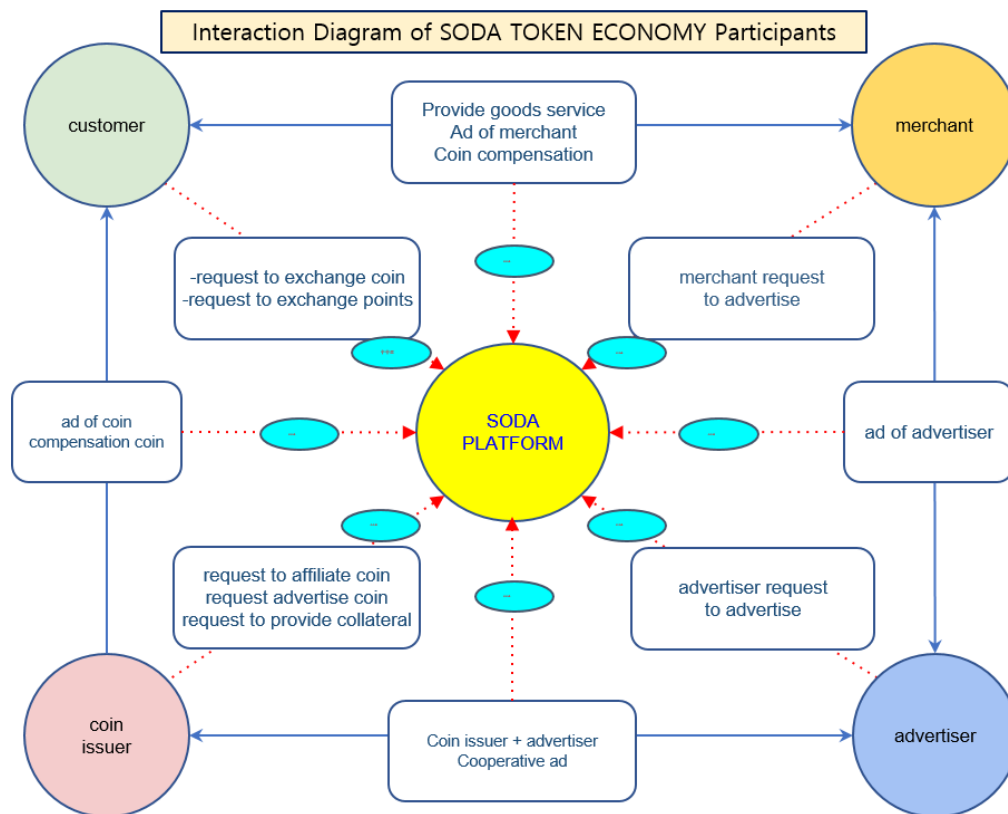 Interaction Diagram of SODA TOKEN ECONOMY Participants
customer
Provide goods service
Ad of merchant
Coin compensation
merchant
-request to exchange coin
-request to exchange points
merchant request
to advertise
ad of coin
compensation coin
SODA
PLATFORM
ad of advertiser
request to affiliate coin
request advertise coin
request to provide collateral
advertiser request
to advertise
coin
issuer
Coin issuer + advertiser
Cooperative ad
advertiser